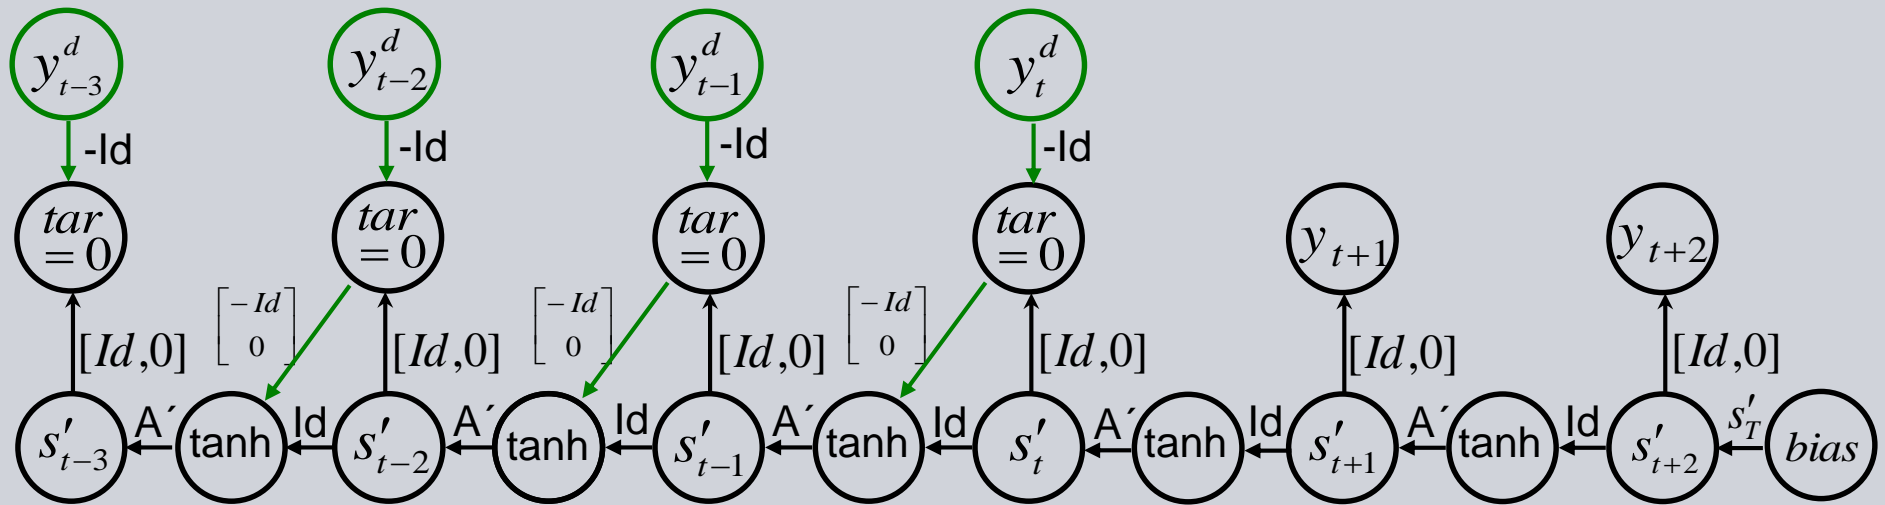 y^d_{t-3} y^d_{t-2} y^d_{t-1} y^d_t
-Id -Id -Id -Id
tar =0 tar =0 tar =0 tar =0 y_{t+1} y_{t+2}
[-Id 0] [-Id 0] [-Id 0]
[Id,0] [Id,0] [Id,0] [Id,0] [Id,0] [Id,0]
s'_{t-3} A´ tanh Id s'_{t-2} A´ tanh Id s'_{t-1} A´ tanh Id s'_t A´ tanh Id s'_{t+1} A´ tanh Id s'_{t+2} s'_T bias